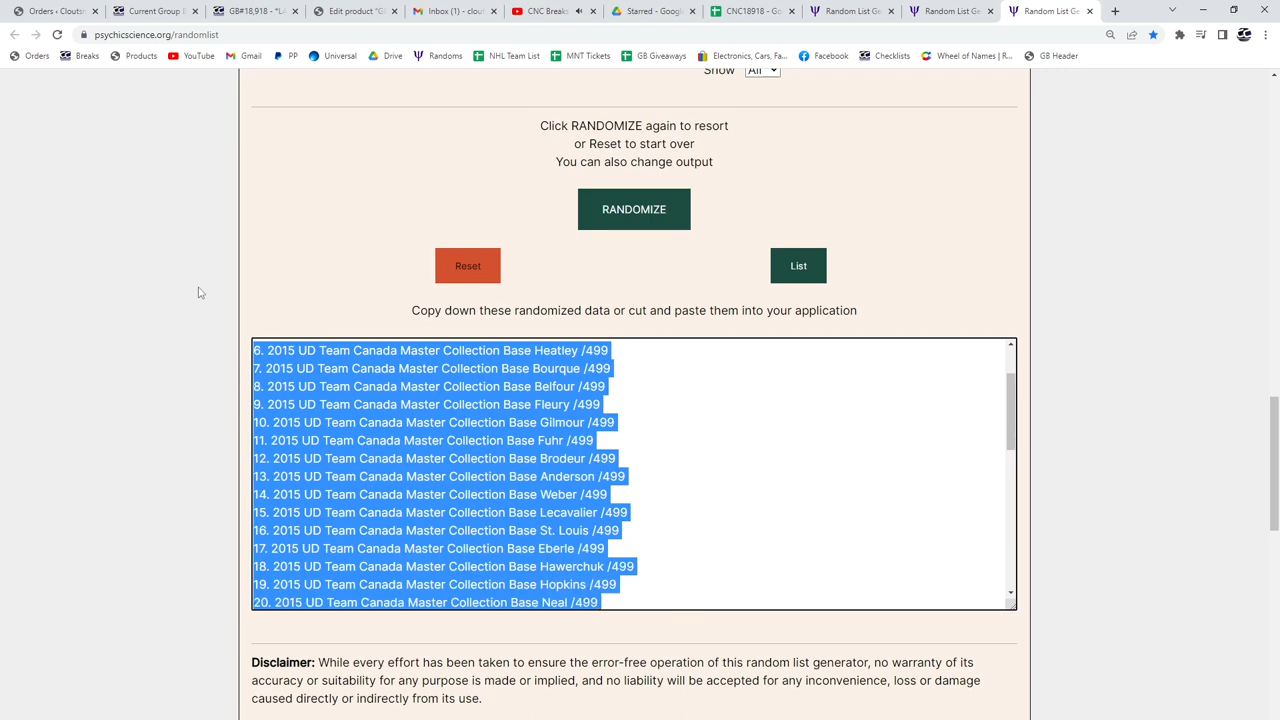 Orders ‹ Cloutsn
Current Group B
GB#18,918 - *LA
Edit product "G
Inbox (1) - clouts
CNC Breaks
Starred - Googl
CNC18918 - Go
Random List Ge
Random List Ge
Random List Ge
psychicscience.org/randomlist
Orders
Breaks
Products
YouTube
Gmail
PP
Universal
Drive
Randoms
NHL Team List
MNT Tickets
GB Giveaways
Electronics, Cars, Fa...
Facebook
Checklists
Wheel of Names | R...
GB Header
Show All
Click RANDOMIZE again to resort
or Reset to start over
You can also change output
RANDOMIZE
Reset
List
Copy down these randomized data or cut and paste them into your application
6. 2015 UD Team Canada Master Collection Base Heatley /499
7. 2015 UD Team Canada Master Collection Base Bourque /499
8. 2015 UD Team Canada Master Collection Base Belfour /499
9. 2015 UD Team Canada Master Collection Base Fleury /499
10. 2015 UD Team Canada Master Collection Base Gilmour /499
11. 2015 UD Team Canada Master Collection Base Fuhr /499
12. 2015 UD Team Canada Master Collection Base Brodeur /499
13. 2015 UD Team Canada Master Collection Base Anderson /499
14. 2015 UD Team Canada Master Collection Base Weber /499
15. 2015 UD Team Canada Master Collection Base Lecavalier /499
16. 2015 UD Team Canada Master Collection Base St. Louis /499
17. 2015 UD Team Canada Master Collection Base Eberle /499
18. 2015 UD Team Canada Master Collection Base Hawerchuk /499
19. 2015 UD Team Canada Master Collection Base Hopkins /499
20. 2015 UD Team Canada Master Collection Base Neal /499
Disclaimer: While every effort has been taken to ensure the error-free operation of this random list generator, no warranty of its
accuracy or suitability for any purpose is made or implied, and no liability will be accepted for any inconvenience, loss or damage
caused directly or indirectly from its use.